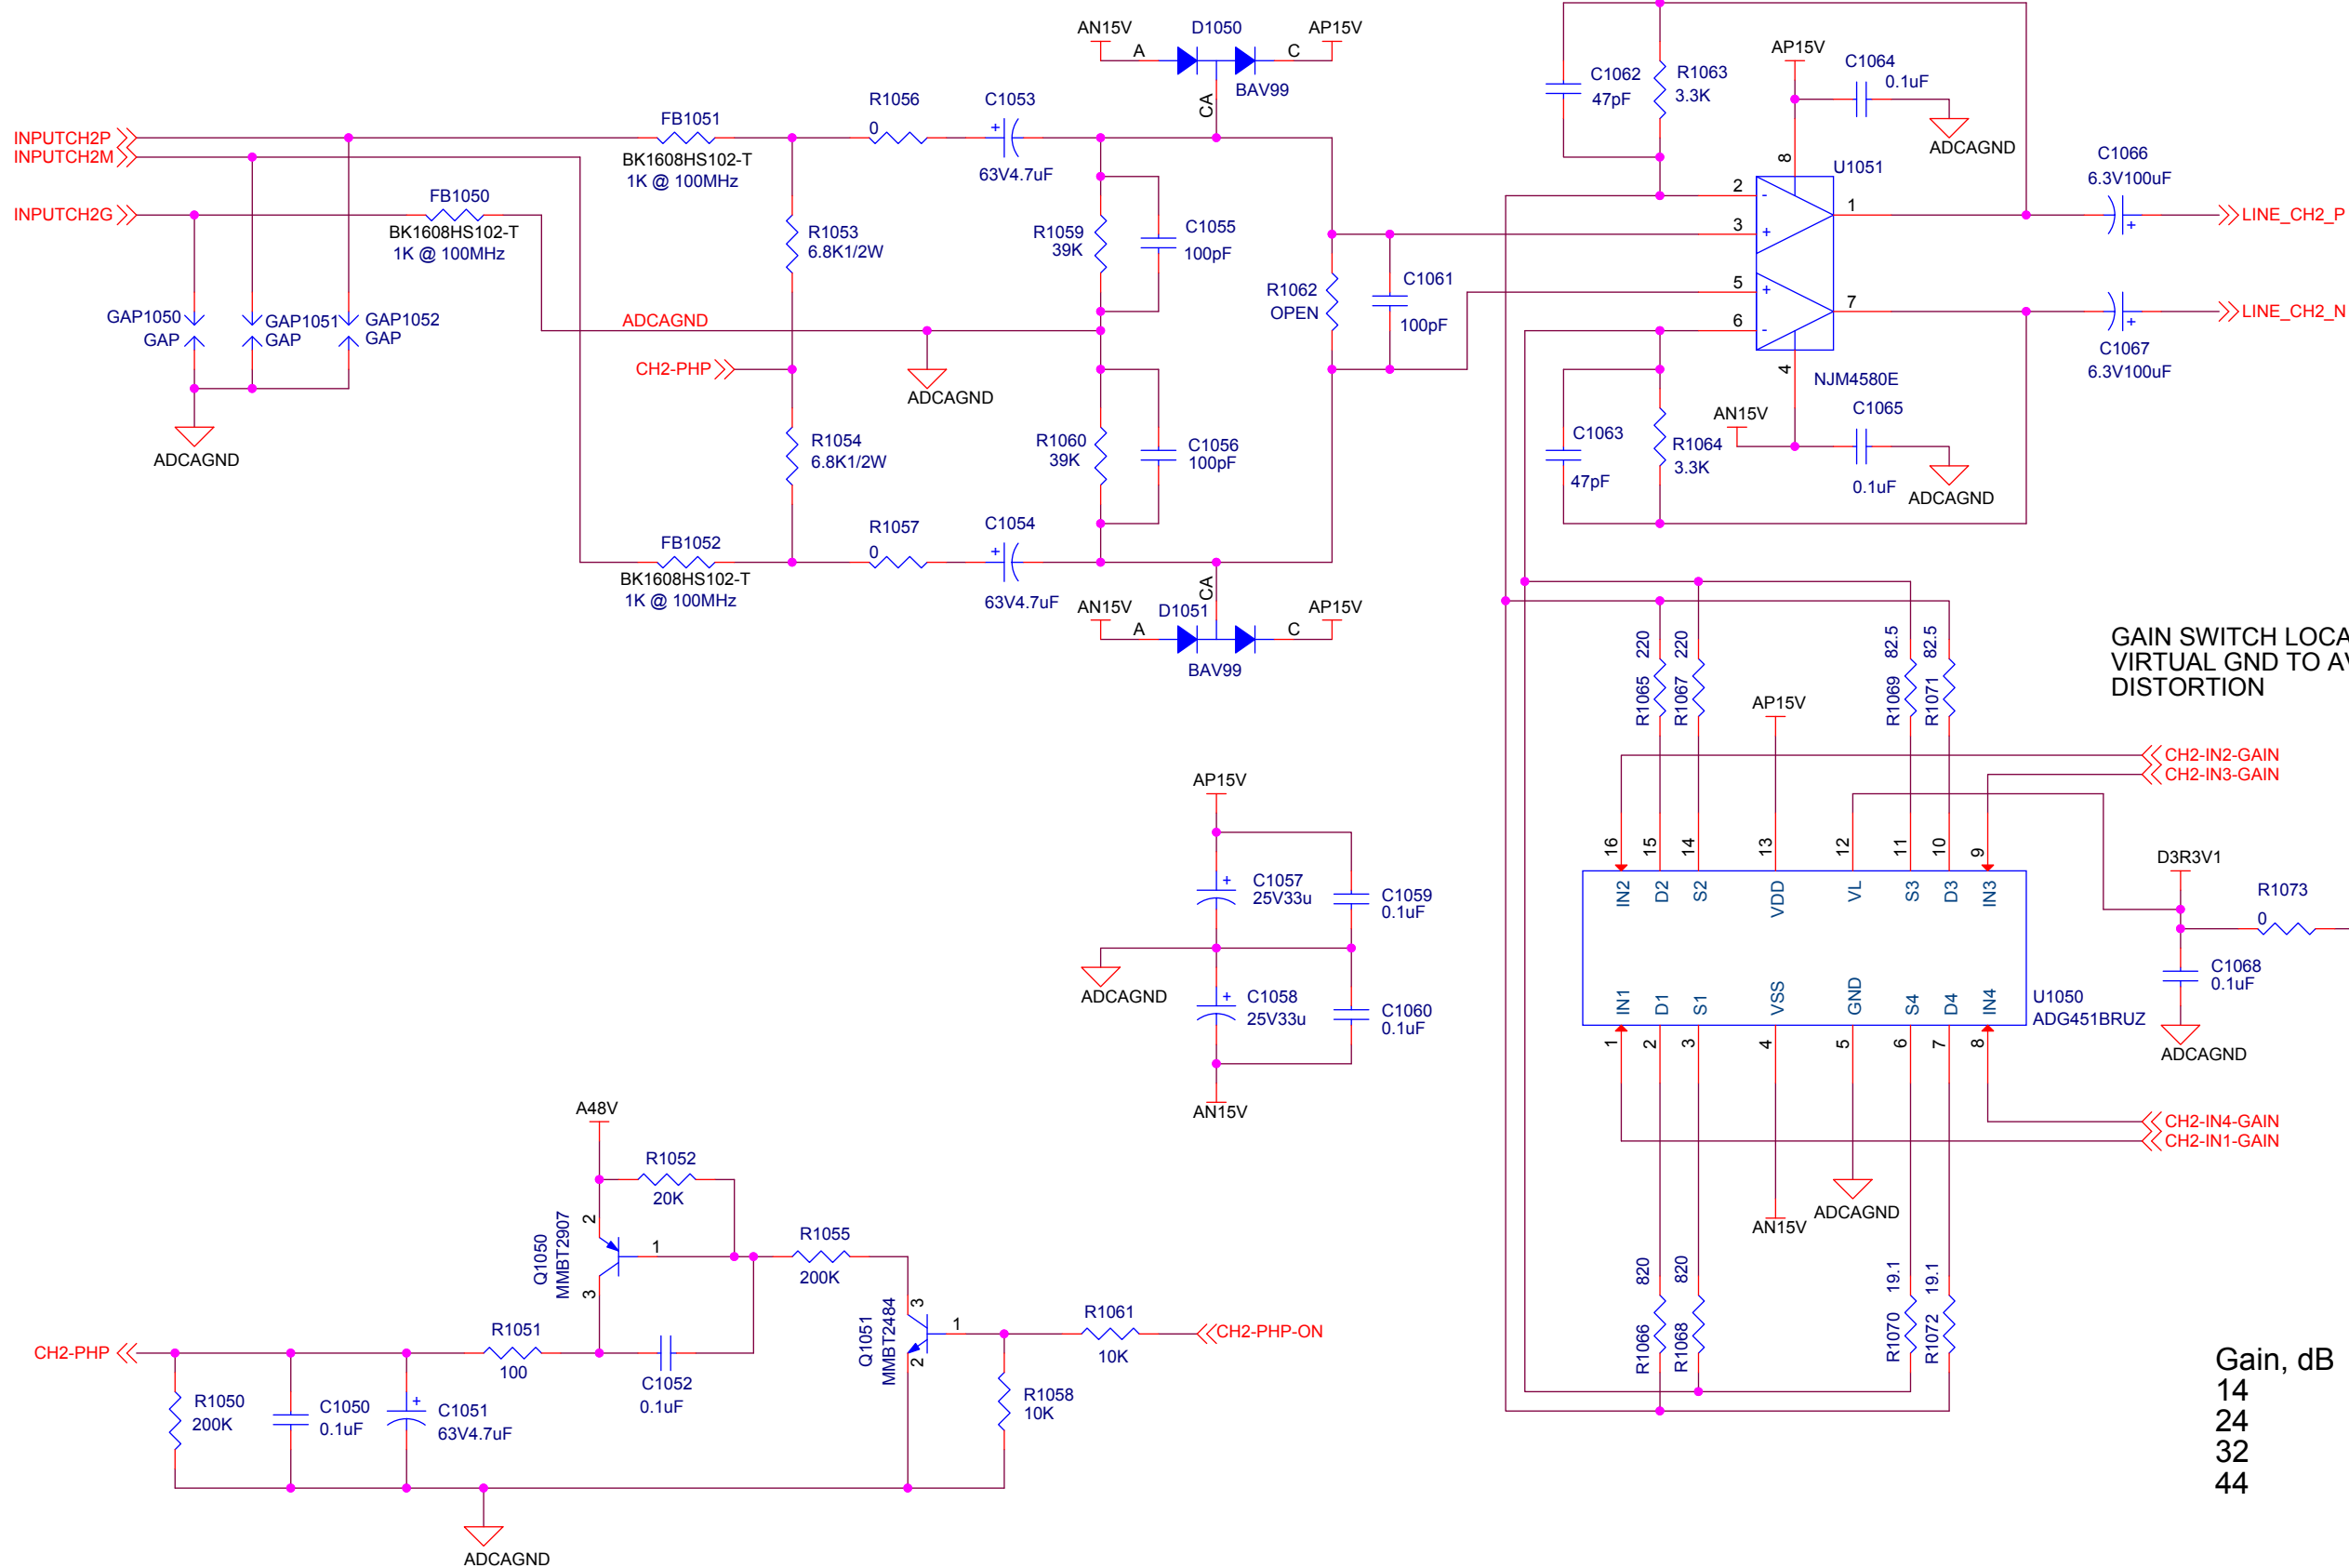 AN15V
D1050
AP15V
A
C
BAV99
CA
INPUTCH2P
INPUTCH2M
INPUTCH2G
FB1051
BK1608HS102-T
1K @ 100MHz
R1056
0
C1053
+
63V4.7uF
FB1050
BK1608HS102-T
1K @ 100MHz
GAP1050
GAP
GAP1051
GAP
GAP1052
GAP
ADCAGND
R1053
6.8K1/2W
R1059
39K
C1055
100pF
ADCAGND
CH2-PHP
ADCAGND
R1054
6.8K1/2W
R1060
39K
C1056
100pF
FB1052
BK1608HS102-T
1K @ 100MHz
R1057
0
C1054
+
63V4.7uF
AN15V
D1051
AP15V
A
C
CA
BAV99
R1062
OPEN
C1061
100pF
C1062
47pF
R1063
3.3K
AP15V
C1064
0.1uF
ADCAGND
8
U1051
2
-
3
+
1
5
+
6
-
7
4
NJM4580E
C1066
6.3V100uF
+
LINE_CH2_P
LINE_CH2_N
+
C1067
6.3V100uF
C1063
47pF
R1064
3.3K
AN15V
C1065
0.1uF
ADCAGND
R1065
220
R1067
220
R1069
82.5
R1071
82.5
GAIN SWITCH LOCA
VIRTUAL GND TO AV
DISTORTION
AP15V
CH2-IN2-GAIN
CH2-IN3-GAIN
16
15
14
13
12
11
10
9
IN2
D2
S2
VDD
VL
S3
D3
IN3
IN1
D1
S1
VSS
GND
S4
D4
IN4
1
2
3
4
5
6
7
8
U1050
ADG451BRUZ
D3R3V1
R1073
0
C1068
0.1uF
ADCAGND
CH2-IN4-GAIN
CH2-IN1-GAIN
AN15V
ADCAGND
R1066
820
R1068
820
R1070
19.1
R1072
19.1
AP15V
+
C1057
25V33u
C1059
0.1uF
ADCAGND
+
C1058
25V33u
C1060
0.1uF
AN15V
A48V
R1052
20K
Q1050
MMBT2907
2
1
3
R1055
200K
Q1051
MMBT2484
3
1
2
R1061
10K
CH2-PHP-ON
CH2-PHP
R1051
100
C1052
0.1uF
R1058
10K
R1050
200K
C1050
0.1uF
+
C1051
63V4.7uF
ADCAGND
Gain, dB
14
24
32
44